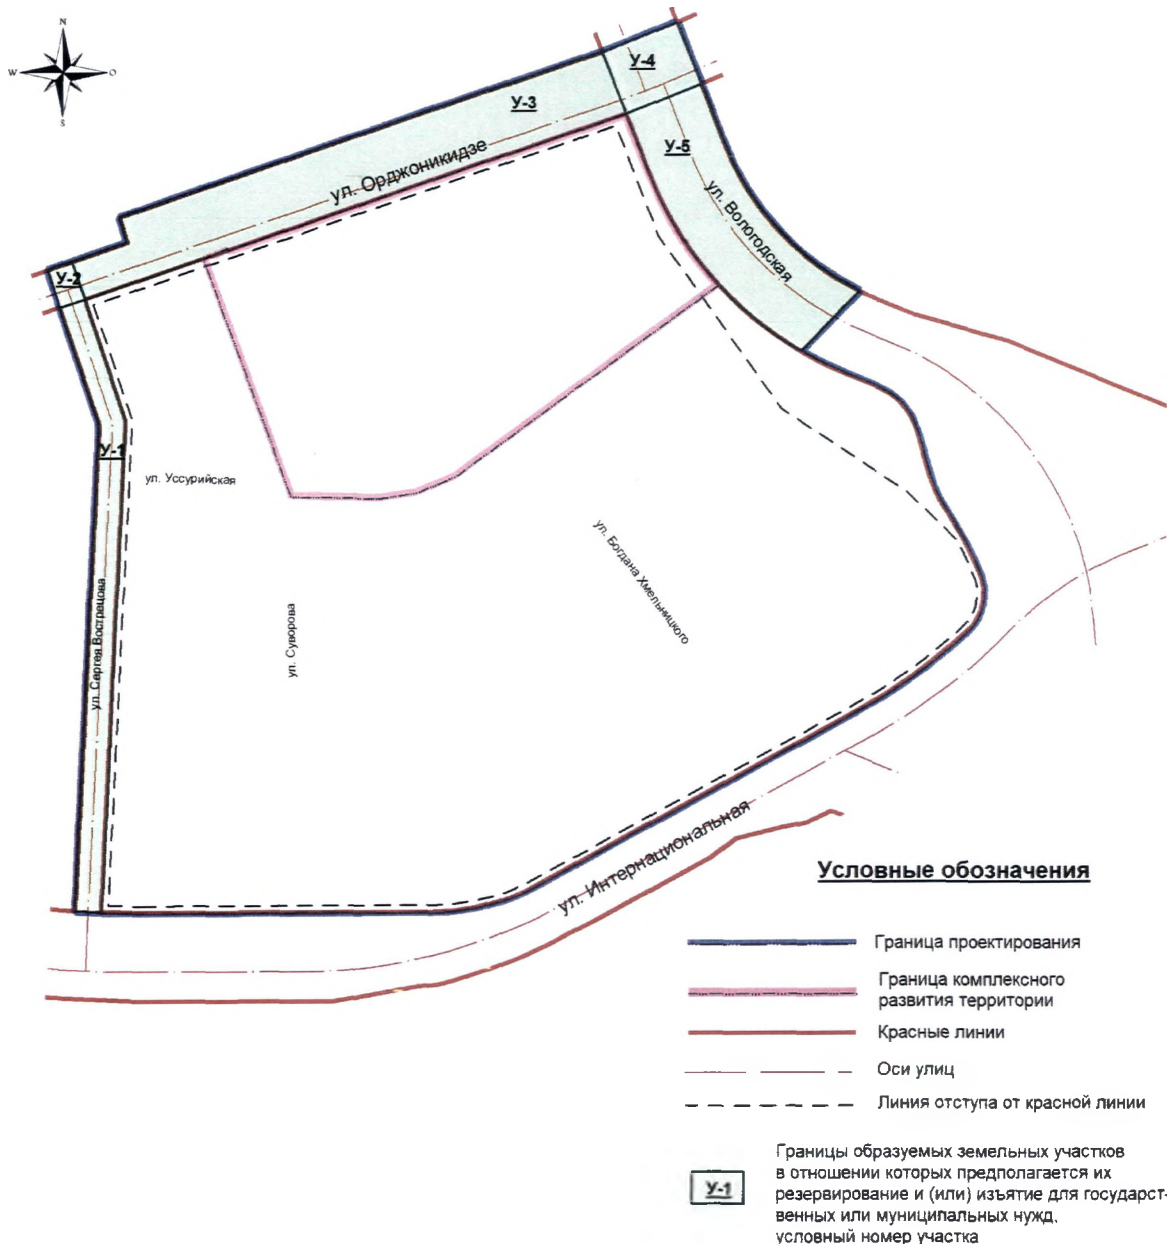 N
W
O
S
У-4
У-3
У-5
ул. Орджоникидзе
ул. Вологодская
У-2
У-1
ул. Уссурийская
ул. Богдана Хмельницкого
ул. Сергея Вострецова
ул. Суворова
ул. Интернациональная
Условные обозначения
Граница проектирования
Граница комплексного
развития территории
Красные линии
Оси улиц
Линия отступа от красной линии
Границы образуемых земельных участков
в отношении которых предполагается их
резервирование и (или) изъятие для государст-
венных или муниципальных нужд,
условный номер участка
У-1